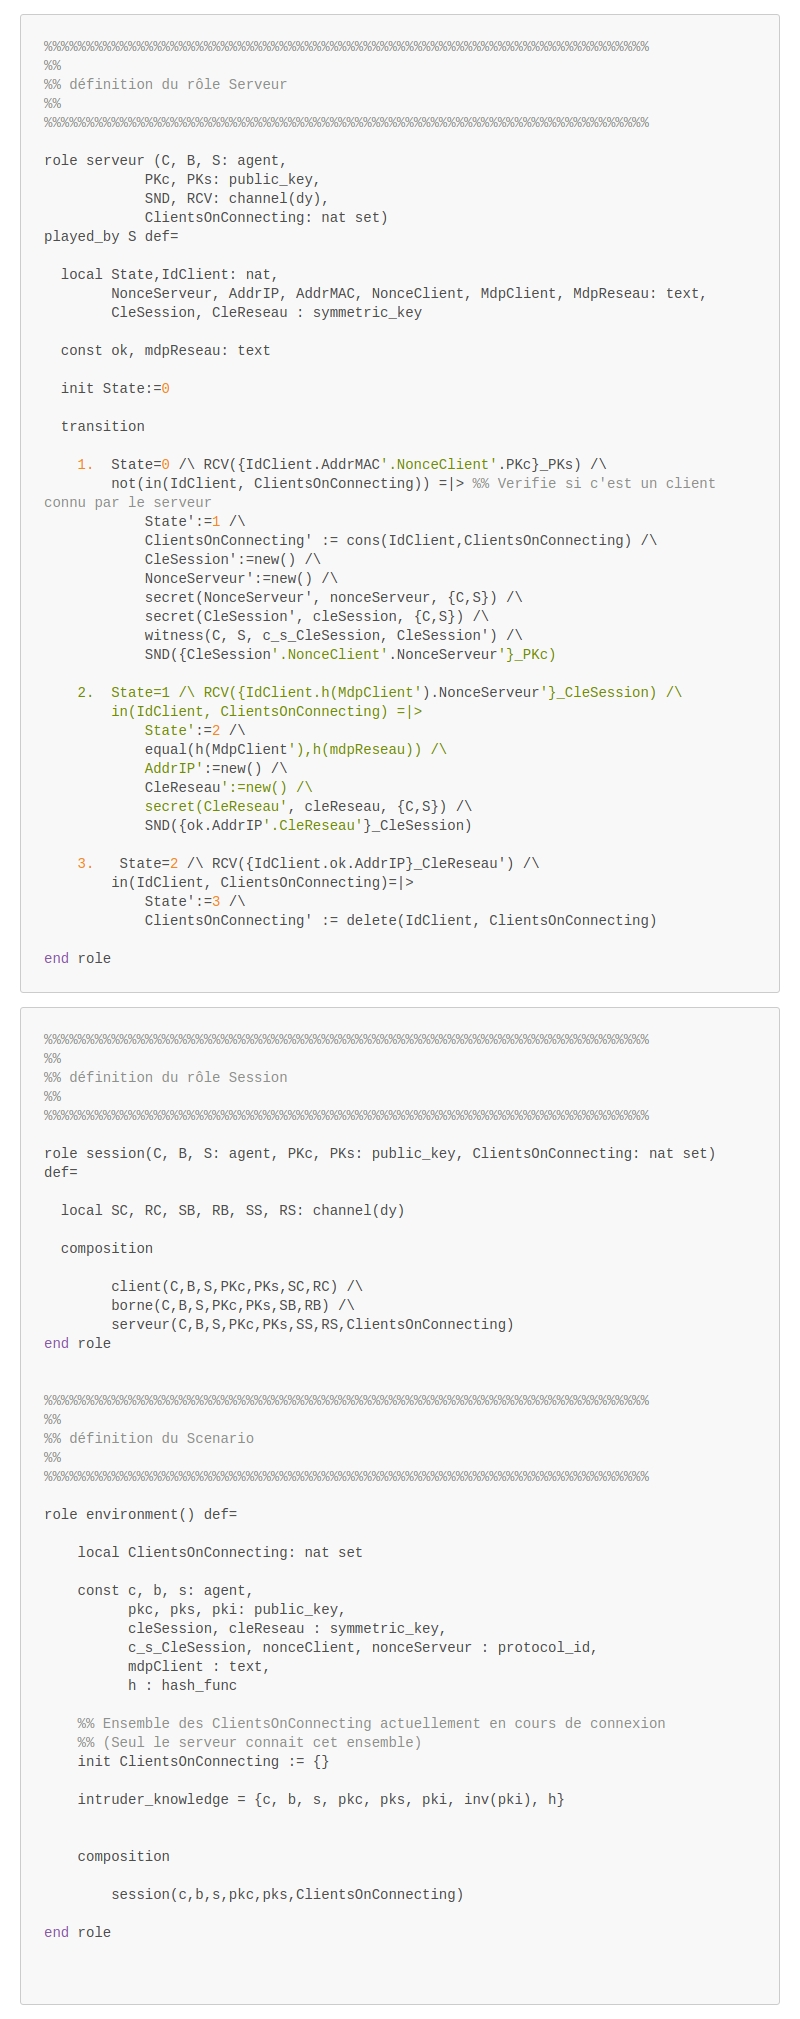 %%%%%%%%%%%%%%%%%%%%%%%%%%%%%%%%%%%%%%%%%%%%%%%%%%%%%%%%%%%%%%%%%%%%%%%%%%
%%
%% définition du rôle Serveur
%%
%%%%%%%%%%%%%%%%%%%%%%%%%%%%%%%%%%%%%%%%%%%%%%%%%%%%%%%%%%%%%%%%%%%%%%%%%%
role serveur (C, B, S: agent,
PKc, PKs: public_key,
SND, RCV: channel(dy),
ClientsOnConnecting: nat set)
played_by S def=
local State,IdClient: nat,
NonceServeur, AddrIP, AddrMAC, NonceClient, MdpClient, MdpReseau: text,
CleSession, CleReseau : symmetric_key
const ok, mdpReseau: text
init State:=0
transition
1.  State=0 /\ RCV({IdClient.AddrMAC'.NonceClient'.PKc}_PKs) /\
not(in(IdClient, ClientsOnConnecting)) =|> %% Verifie si c'est un client
connu par le serveur
State':=1 /\
ClientsOnConnecting' := cons(IdClient,ClientsOnConnecting) /\
CleSession':=new() /\
NonceServeur':=new() /\
secret(NonceServeur', nonceServeur, {C,S}) /\
secret(CleSession', cleSession, {C,S}) /\
witness(C, S, c_s_CleSession, CleSession') /\
SND({CleSession'.NonceClient'.NonceServeur'}_PKc)
2.  State=1 /\ RCV({IdClient.h(MdpClient').NonceServeur'}_CleSession) /\
in(IdClient, ClientsOnConnecting) =|>
State':=2 /\
equal(h(MdpClient'),h(mdpReseau)) /\
AddrIP':=new() /\
CleReseau':=new() /\
secret(CleReseau', cleReseau, {C,S}) /\
SND({ok.AddrIP'.CleReseau'}_CleSession)
3.   State=2 /\ RCV({IdClient.ok.AddrIP}_CleReseau') /\
in(IdClient, ClientsOnConnecting)=|>
State':=3 /\
ClientsOnConnecting' := delete(IdClient, ClientsOnConnecting)
end role
%%%%%%%%%%%%%%%%%%%%%%%%%%%%%%%%%%%%%%%%%%%%%%%%%%%%%%%%%%%%%%%%%%%%%%%%%%
%%
%% définition du rôle Session
%%
%%%%%%%%%%%%%%%%%%%%%%%%%%%%%%%%%%%%%%%%%%%%%%%%%%%%%%%%%%%%%%%%%%%%%%%%%%
role session(C, B, S: agent, PKc, PKs: public_key, ClientsOnConnecting: nat set)
def=
local SC, RC, SB, RB, SS, RS: channel(dy)
composition
client(C,B,S,PKc,PKs,SC,RC) /\
borne(C,B,S,PKc,PKs,SB,RB) /\
serveur(C,B,S,PKc,PKs,SS,RS,ClientsOnConnecting)
end role
%%%%%%%%%%%%%%%%%%%%%%%%%%%%%%%%%%%%%%%%%%%%%%%%%%%%%%%%%%%%%%%%%%%%%%%%%%
%%
%% définition du Scenario
%%
%%%%%%%%%%%%%%%%%%%%%%%%%%%%%%%%%%%%%%%%%%%%%%%%%%%%%%%%%%%%%%%%%%%%%%%%%%
role environment() def=
local ClientsOnConnecting: nat set
const c, b, s: agent,
pkc, pks, pki: public_key,
cleSession, cleReseau : symmetric_key,
c_s_CleSession, nonceClient, nonceServeur : protocol_id,
mdpClient : text,
h : hash_func
%% Ensemble des ClientsOnConnecting actuellement en cours de connexion
%% (Seul le serveur connait cet ensemble)
init ClientsOnConnecting := {}
intruder_knowledge = {c, b, s, pkc, pks, pki, inv(pki), h}
composition
session(c,b,s,pkc,pks,ClientsOnConnecting)
end role